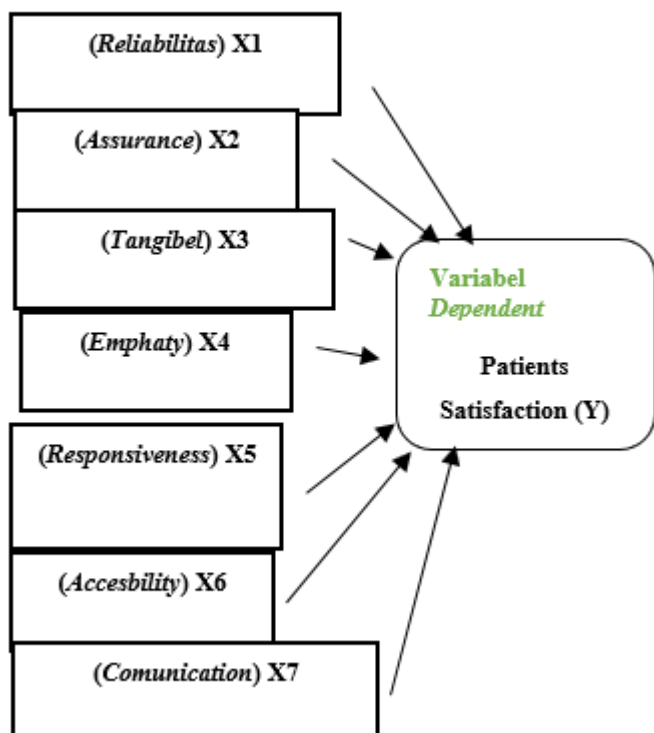 (Reliabilitas) X1
(Assurance) X2
(Tangibel) X3
(Emphaty) X4
(Responsiveness) X5
(Accesbility) X6
(Comunication) X7
Variabel
Dependent
Patients
Satisfaction (Y)